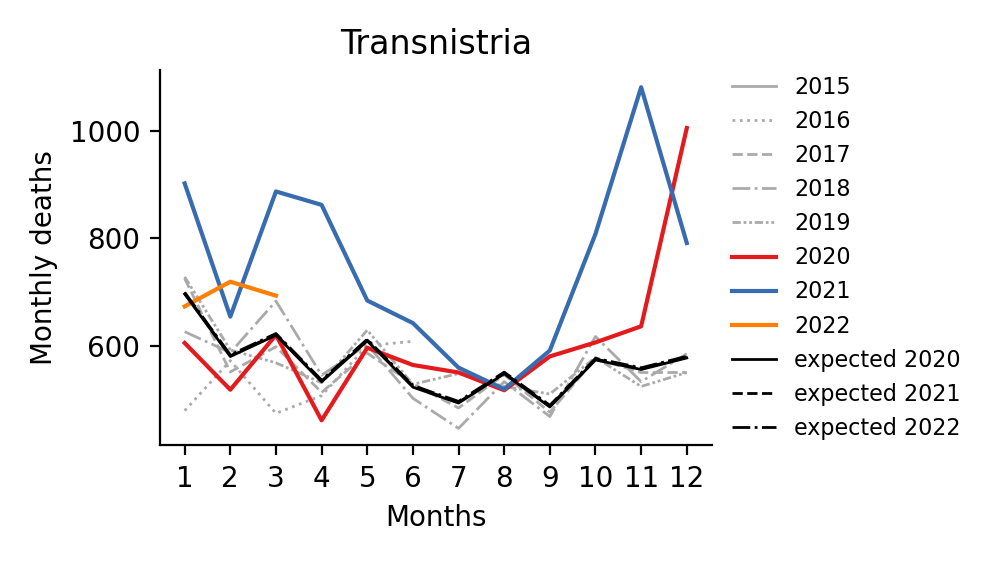 Transnistria
Monthly deaths
1000
800
600
1 2 3 4 5 6 7 8 9 10 11 12
Months
2015
2016
2017
2018
2019
2020
2021
2022
expected 2020
expected 2021
expected 2022